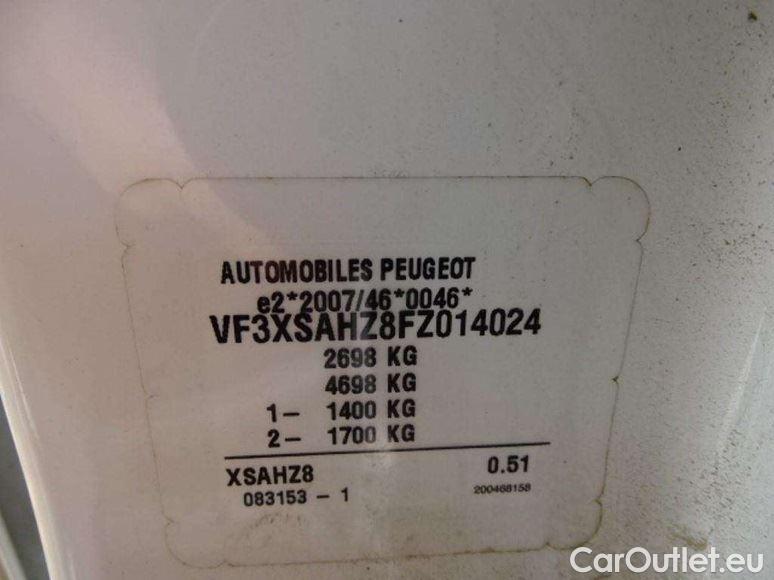 AUTOMOBILES PEUGEOT
e2*2007/46*0046*
VF3XSAHZ8FZ014024
2698 KG
4698 KG
1- 1400 KG
2- 1700 KG
XSAHZ8 0.51
083153 - 1 200468158
CarOutlet.eu